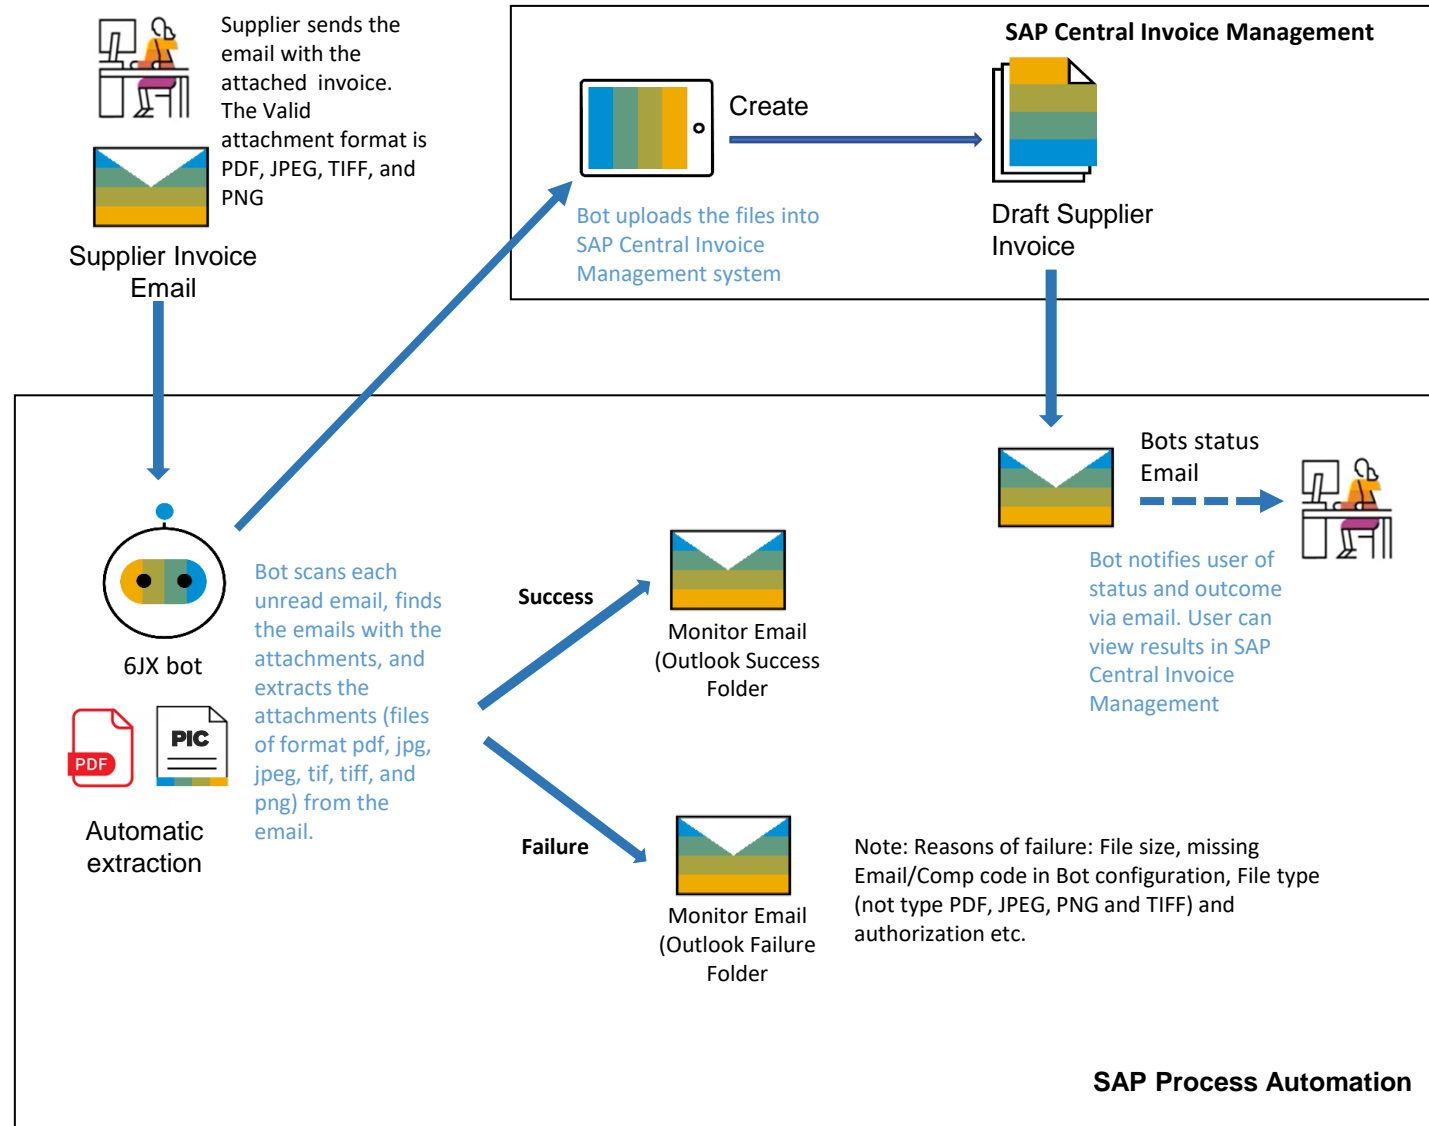 Supplier sends the
email with the
attached invoice.
The Valid
attachment format is
PDF, JPEG, TIFF, and
PNG
Supplier Invoice
Email
SAP Central Invoice Management
Create
Bot uploads the files into
SAP Central Invoice
Management system
Draft Supplier
Invoice
Bots status
Email
Bot notifies user of
status and outcome
via email. User can
view results in SAP
Central Invoice
Management
6JX bot
PDF
PIC
Automatic
extraction
Bot scans each
unread email, finds
the emails with the
attachments, and
extracts the
attachments (files
of format pdf, jpg,
jpeg, tif, tiff, and
png) from the
email.
Success
Monitor Email
(Outlook Success
Folder
Failure
Monitor Email
(Outlook Failure
Folder
Note: Reasons of failure: File size, missing
Email/Comp code in Bot configuration, File type
(not type PDF, JPEG, PNG and TIFF) and
authorization etc.
SAP Process Automation